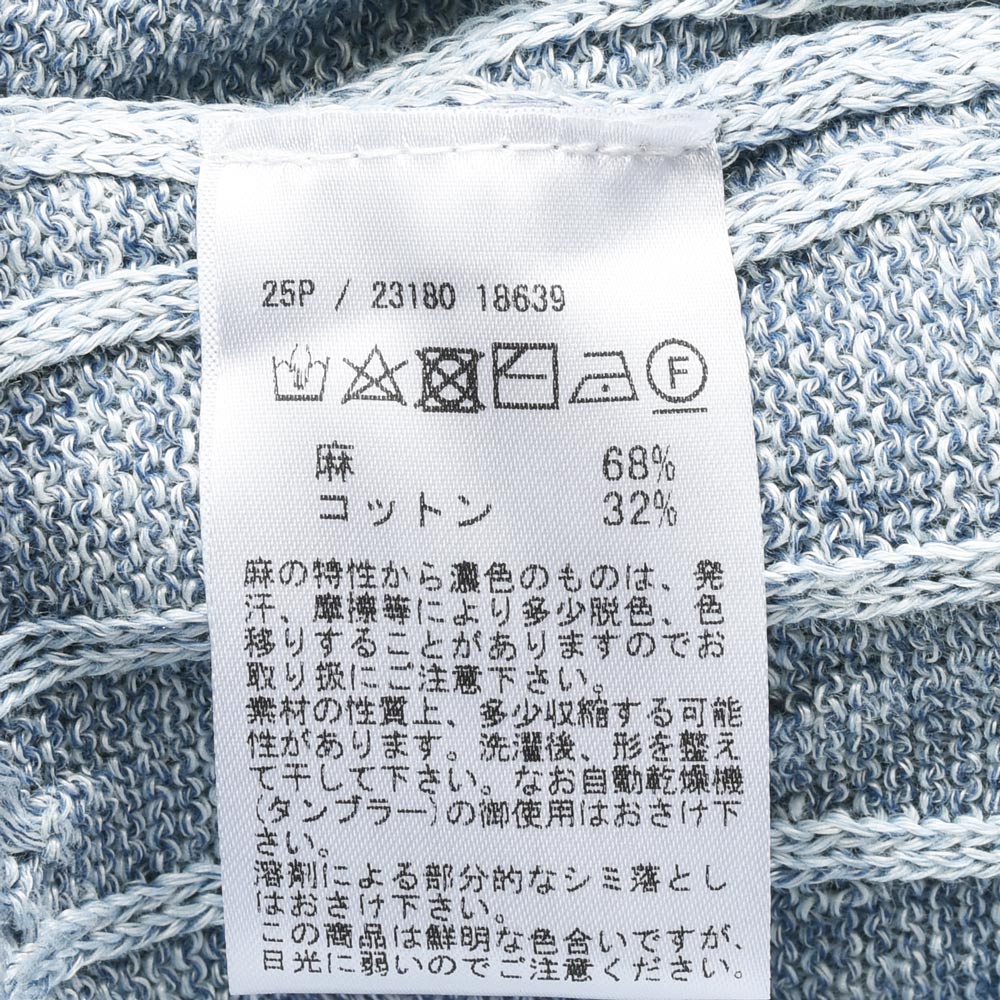 25P / 23180 18639
F
麻 68%
コットン 32%
麻の特性から濃色のものは、発
汗、摩擦等により多少脱色、色
移りすることがありますのでお
取り扱にご注意下さい。
素材の性質上、多少収縮する可能
性があります。洗濯後、形を整え
て干して下さい。なお自動乾燥機
(タンブラー)の御使用はおさけ下
さい。
溶剤による部分的なシミ落とし
はおさけ下さい。
この商品は鮮明な色合いですが、
日光に弱いのでご注意ください。